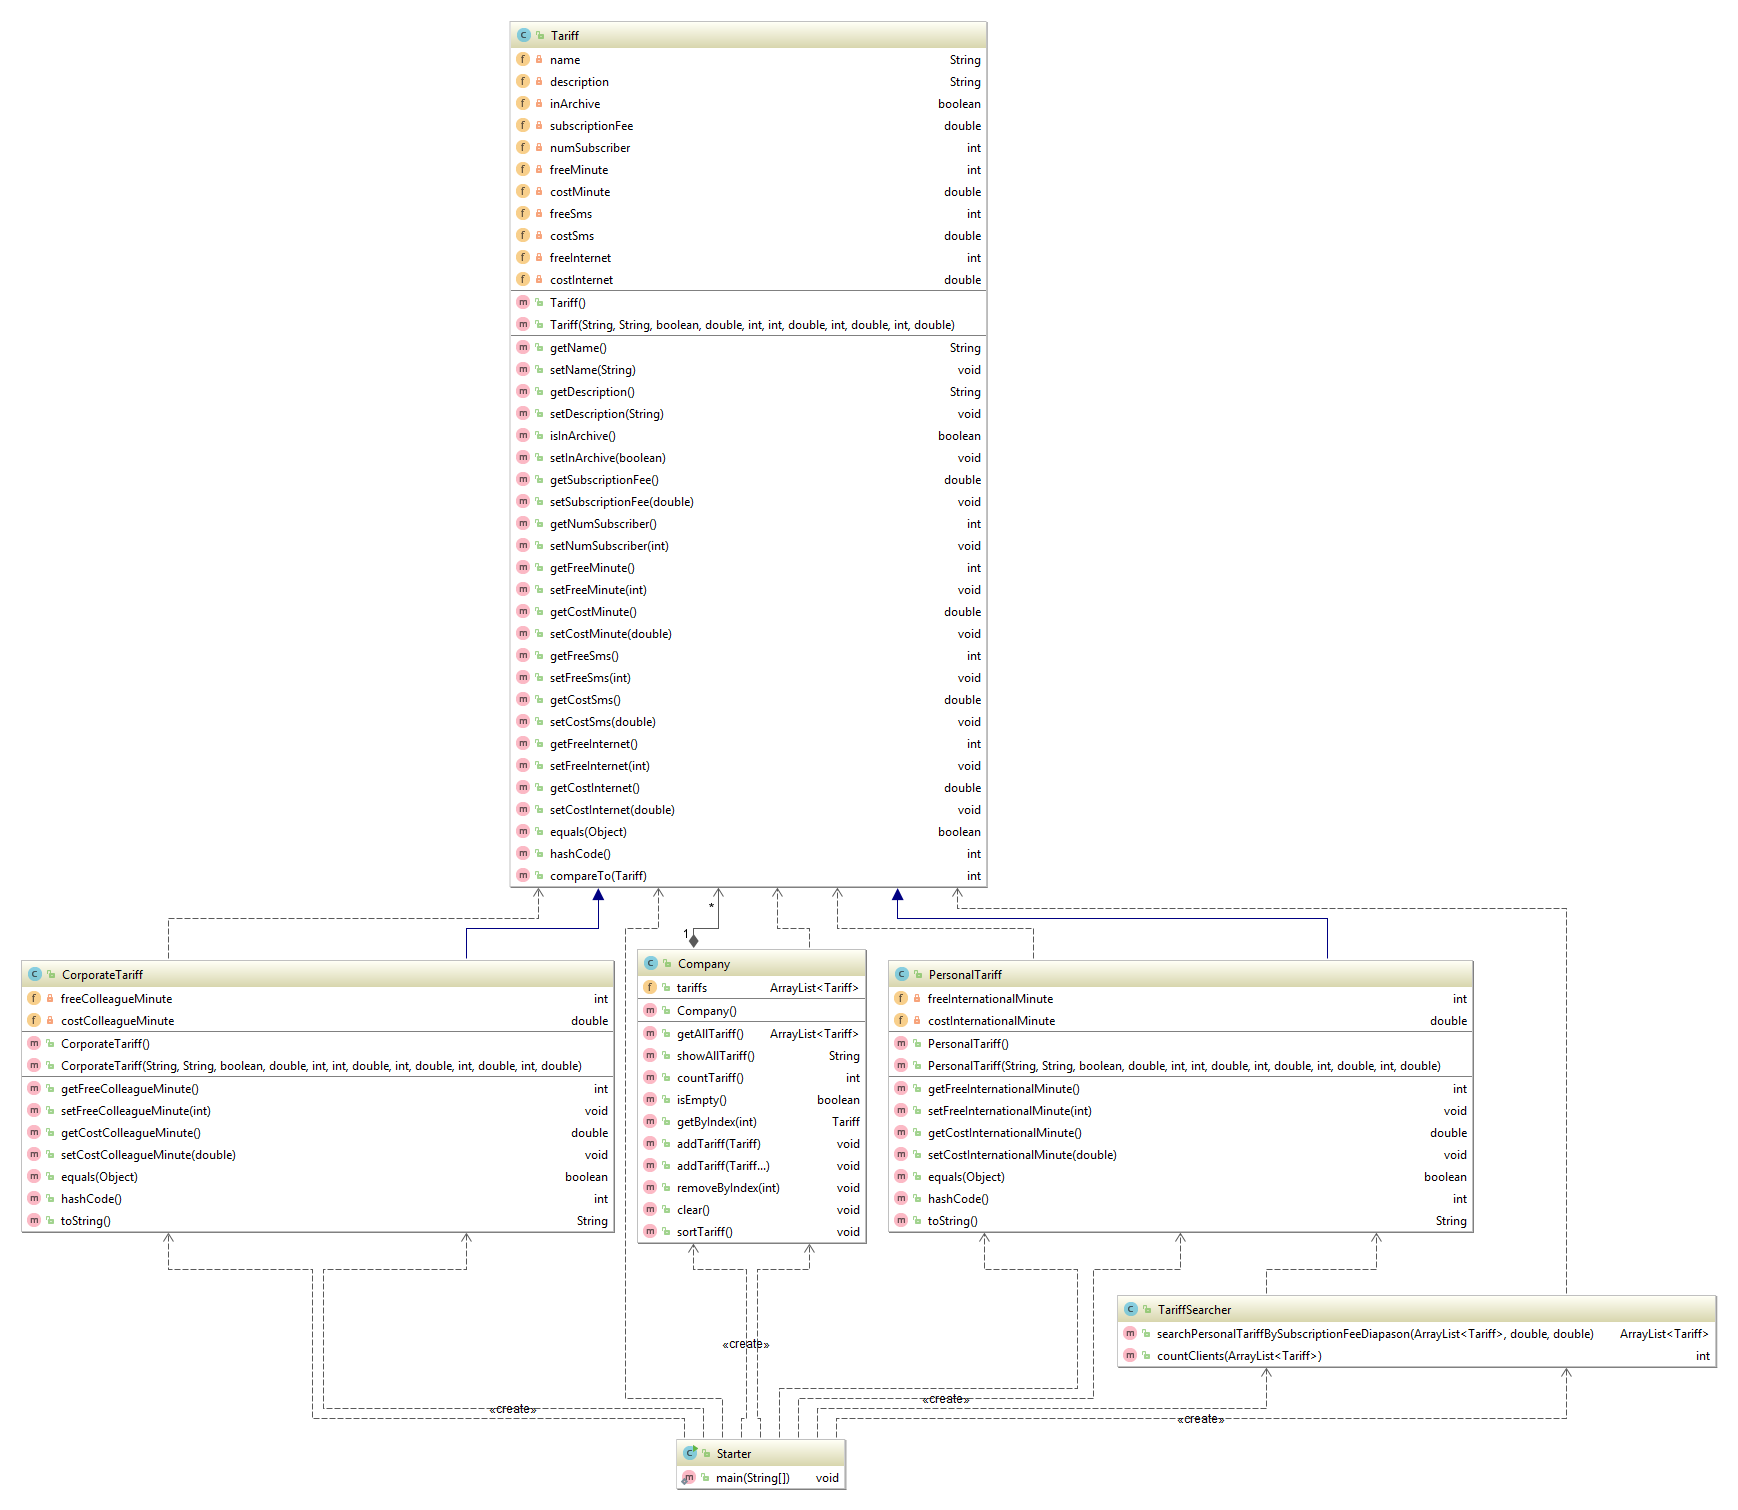 Tariff
name String
description String
inArchive boolean
subscriptionFee double
numSubscriber int
freeMinute int
costMinute double
freeSms int
costSms double
freeInternet int
costInternet double
Tariff()
Tariff(String, String, boolean, double, int, int, double, int, double, int, double)
getName() String
setName(String) void
getDescription() String
setDescription(String) void
isInArchive() boolean
setInArchive(boolean) void
getSubscriptionFee() double
setSubscriptionFee(double) void
getNumSubscriber() int
setNumSubscriber(int) void
getFreeMinute() int
setFreeMinute(int) void
getCostMinute() double
setCostMinute(double) void
getFreeSms() int
setFreeSms(int) void
getCostSms() double
setCostSms(double) void
getFreeInternet() int
setFreeInternet(int) void
getCostInternet() double
setCostInternet(double) void
equals(Object) boolean
hashCode() int
compareTo(Tariff) int
*
1
CorporateTariff
freeColleagueMinute int
costColleagueMinute double
CorporateTariff()
CorporateTariff(String, String, boolean, double, int, int, double, int, double, int, double, int, double)
getFreeColleagueMinute() int
setFreeColleagueMinute(int) void
getCostColleagueMinute() double
setCostColleagueMinute(double) void
equals(Object) boolean
hashCode() int
toString() String
Company
tariffs ArrayList<Tariff>
Company()
getAllTariff() ArrayList<Tariff>
showAllTariff() String
countTariff() int
isEmpty() boolean
getByIndex(int) Tariff
addTariff(Tariff) void
addTariff(Tariff...) void
removeByIndex(int) void
clear() void
sortTariff() void
PersonalTariff
freeInternationalMinute int
costInternationalMinute double
PersonalTariff()
PersonalTariff(String, String, boolean, double, int, int, double, int, double, int, double, int, double)
getFreeInternationalMinute() int
setFreeInternationalMinute(int) void
getCostInternationalMinute() double
setCostInternationalMinute(double) void
equals(Object) boolean
hashCode() int
toString() String
TariffSearcher
searchPersonalTariffBySubscriptionFeeDiapason(ArrayList<Tariff>, double, double) ArrayList<Tariff>
countClients(ArrayList<Tariff>) int
«create»
«create»
«create»
«create»
Starter
main(String[]) void